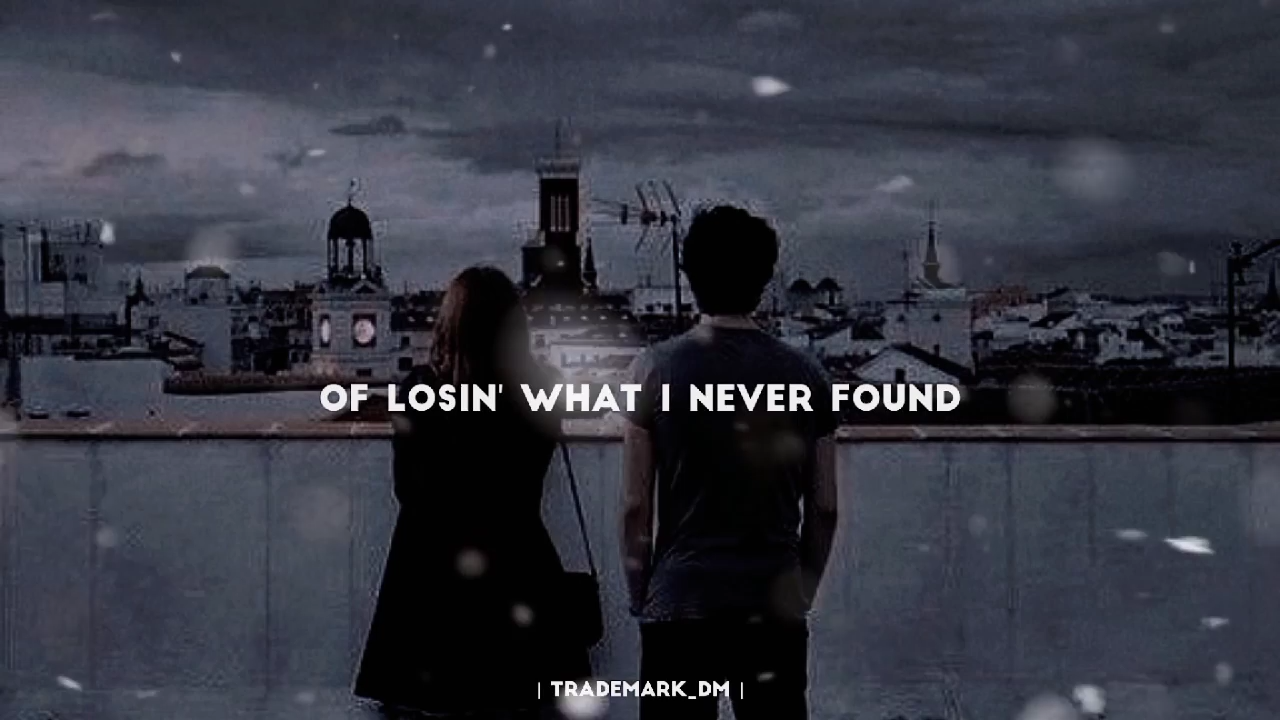 OF LOSIN' WHAT I NEVER FOUND
| TRADEMARK_DM |